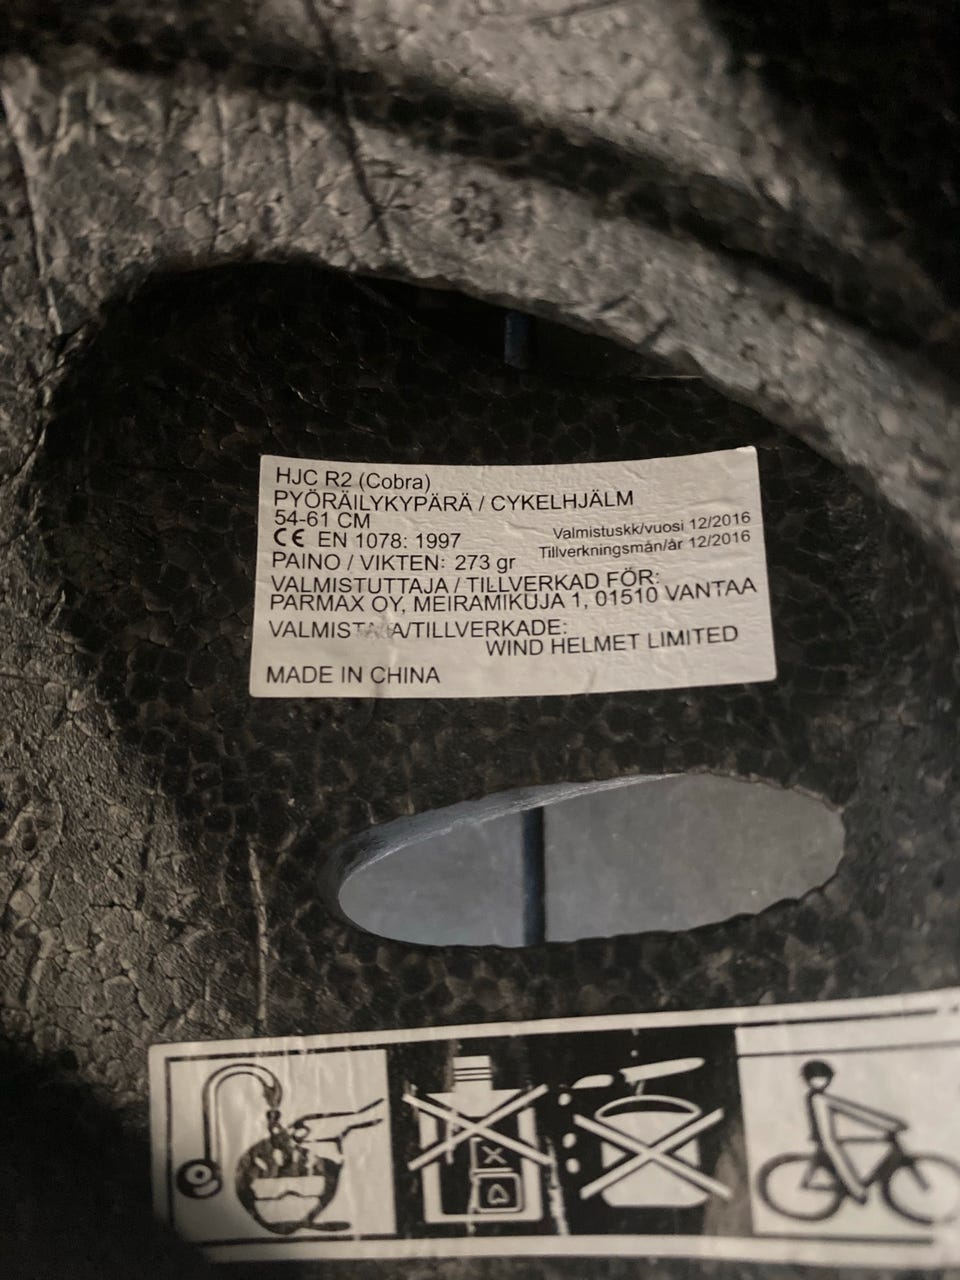 HJC R2 (Cobra)
PYÖRÄILYKYPÄRÄ / CYKELHJÄLM
54-61 CM
Valmistuskk/vuosi 12/2016
CE EN 1078: 1997
Tillverkningsmån/år 12/2016
PAINO / VIKTEN: 273 gr
VALMISTUTTAJA / TILLVERKAD FÖR:
PARMAX OY, MEIRAMIKUJA 1, 01510 VANTAA
VALMISTAJA/TILLVERKADE:
WIND HELMET LIMITED
MADE IN CHINA